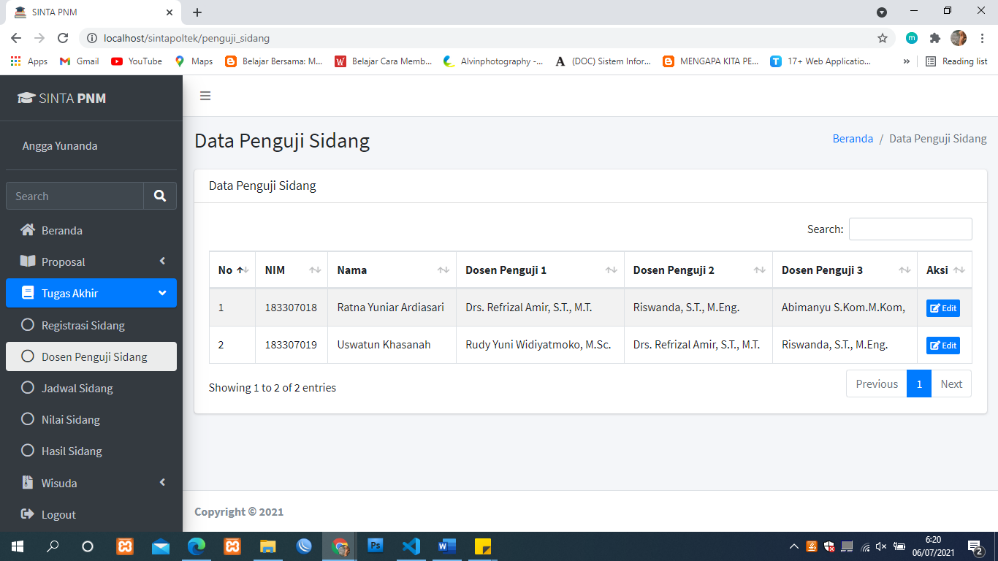 SINTA PNM
localhost/sintapoltek/penguji_sidang
Apps Gmail YouTube Maps Belajar Bersama: M... Belajar Cara Memb... Alvinphotography -... (DOC) Sistem Infor... MENGAPA KITA PE... 17+ Web Applicatio... » Reading list
SINTA PNM
Angga Yunanda
Search
Beranda
Proposal
Tugas Akhir
Registrasi Sidang
Dosen Penguji Sidang
Jadwal Sidang
Nilai Sidang
Hasil Sidang
Wisuda
Logout
Data Penguji Sidang
Beranda / Data Penguji Sidang
Data Penguji Sidang
Search:
No NIM Nama Dosen Penguji 1 Dosen Penguji 2 Dosen Penguji 3 Aksi
1 183307018 Ratna Yuniar Ardiasari Drs. Refrizal Amir, S.T., M.T. Riswanda, S.T., M.Eng. Abimanyu S.Kom.M.Kom, Edit
2 183307019 Uswatun Khasanah Rudy Yuni Widiyatmoko, M.Sc. Drs. Refrizal Amir, S.T., M.T. Riswanda, S.T., M.Eng. Edit
Showing 1 to 2 of 2 entries
Previous 1 Next
Copyright © 2021
6:20
06/07/2021
2